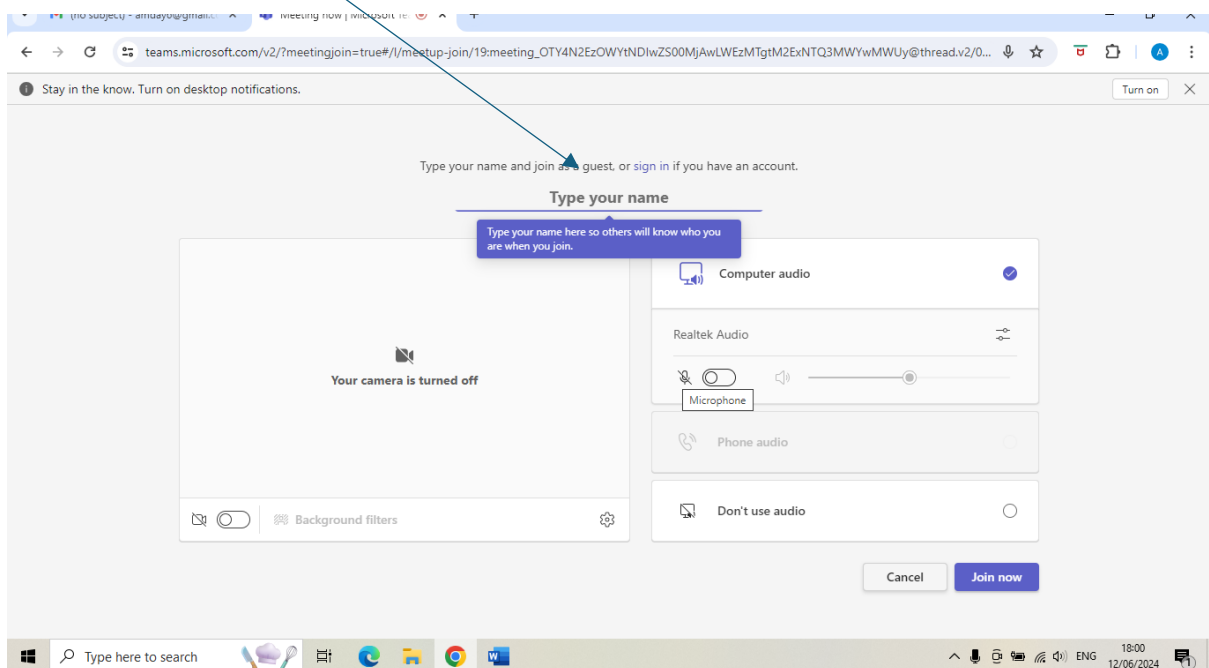 (no subject) - amdayo@gmail.c
Meeting now | Microsoft Te
teams.microsoft.com/v2/?meetingjoin=true#/l/meetup-join/19:meeting_OTY4N2EzOWYtNDIwZS00MjAwLWEzMTgtM2ExNTQ3MWYwMWUy@thread.v2/0...
A
Stay in the know. Turn on desktop notifications.
Turn on
Type your name and join as a guest, or sign in if you have an account.
Type your name
Type your name here so others will know who you
are when you join.
Computer audio
Realtek Audio
Your camera is turned off
Microphone
Phone audio
Background filters
Don't use audio
Cancel
Join now
Type here to search
ENG
18:00
12/06/2024
1